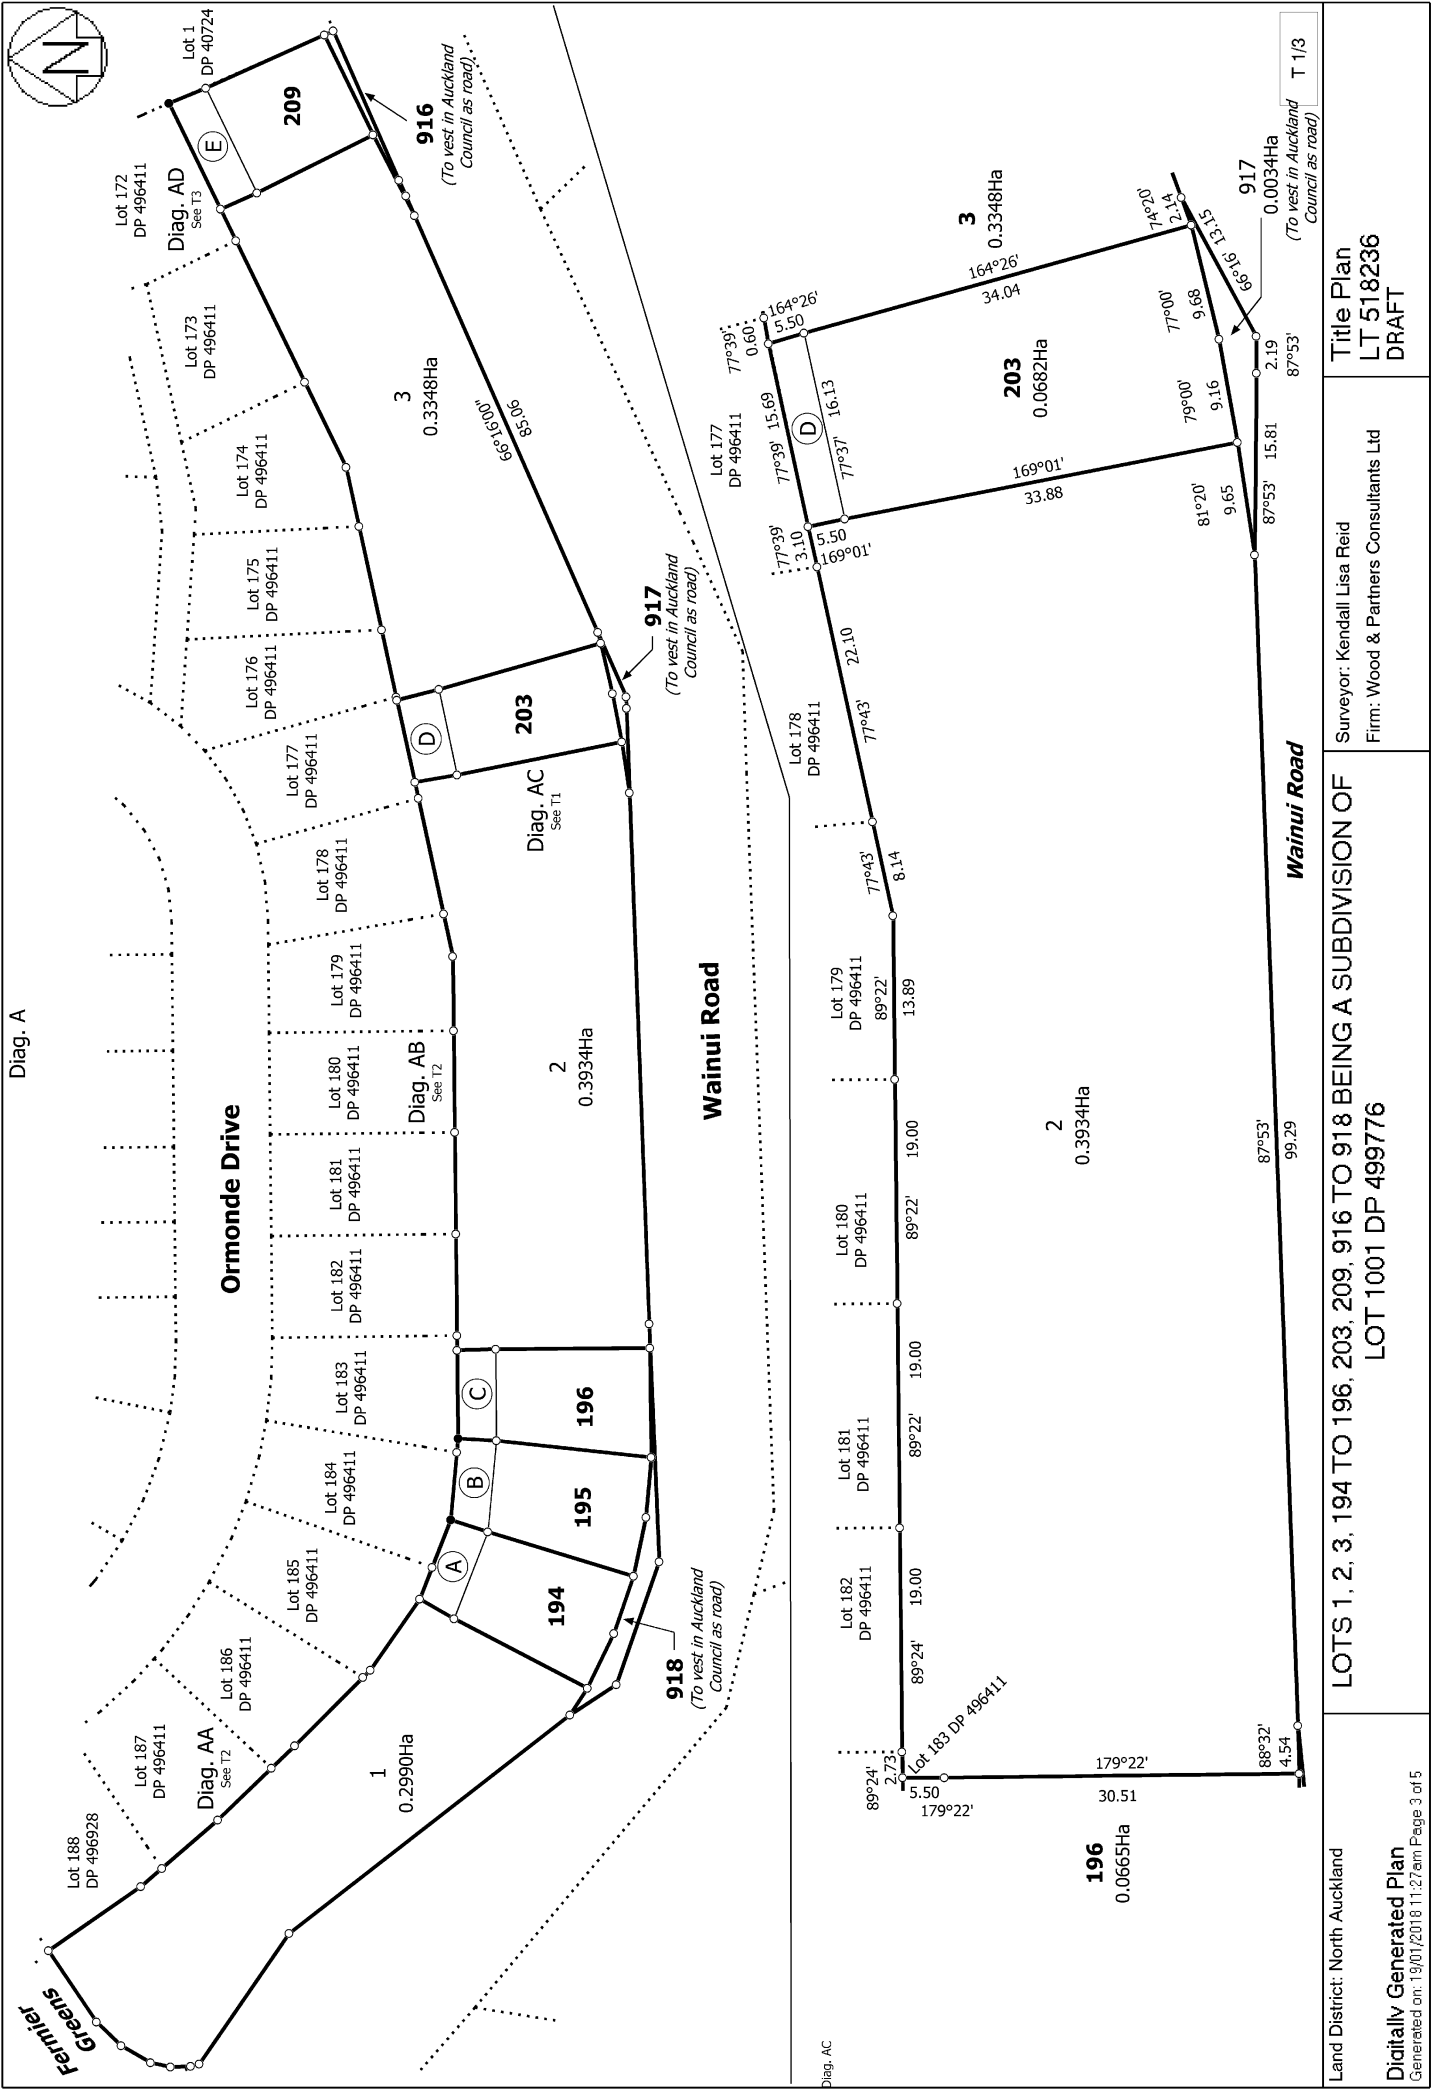 Diag. A
N
Fermier
Greens
Lot 188
DP 496928
Lot 187
DP 496411
Diag. AA
See T2
Lot 186
DP 496411
Lot 185
DP 496411
Lot 184
DP 496411
Lot 183
DP 496411
Lot 182
DP 496411
Lot 181
DP 496411
Lot 180
DP 496411
Lot 179
DP 496411
Lot 178
DP 496411
Lot 177
DP 496411
Lot 176
DP 496411
Lot 175
DP 496411
Lot 174
DP 496411
Lot 173
DP 496411
Lot 172
DP 496411
Diag. AD
See T3
Lot 1
DP 40724
Ormonde Drive
Diag. AB
See T2
1
0.2990Ha
A
194
B
195
C
196
2
0.3934Ha
Diag. AC
See T1
D
203
3
0.3348Ha
66°16'00"
85.06
E
209
916
(To vest in Auckland
Council as road)
917
(To vest in Auckland
Council as road)
918
(To vest in Auckland
Council as road)
Wainui Road
Diag. AC
196
0.0665Ha
89°24'
2.73
5.50
179°22'
Lot 183 DP 496411
179°22'
30.51
88°32'
4.54
Lot 182
DP 496411
89°24'
19.00
Lot 181
DP 496411
89°22'
19.00
Lot 180
DP 496411
89°22'
19.00
Lot 179
DP 496411
89°22'
13.89
77°43'
8.14
Lot 178
DP 496411
77°43'
22.10
2
0.3934Ha
87°53'
99.29
Wainui Road
77°39'
3.10
5.50
169°01'
Lot 177
DP 496411
77°39'
15.69
D
77°37'
16.13
77°39'
0.60
164°26'
5.50
169°01'
33.88
203
0.0682Ha
164°26'
34.04
3
0.3348Ha
81°20'
9.65
79°00'
9.16
77°00'
9.68
74°20'
2.14
87°53'
15.81
2.19
87°53'
66°16'
13.15
917
0.0034Ha
(To vest in Auckland
Council as road)
T 1/3
Land District: North Auckland
Digitally Generated Plan
Generated on: 19/01/2018 11:27am Page 3 of 5
LOTS 1, 2, 3, 194 TO 196, 203, 209, 916 TO 918 BEING A SUBDIVISION OF
LOT 1001 DP 499776
Surveyor: Kendall Lisa Reid
Firm: Wood & Partners Consultants Ltd
Title Plan
LT 518236
DRAFT